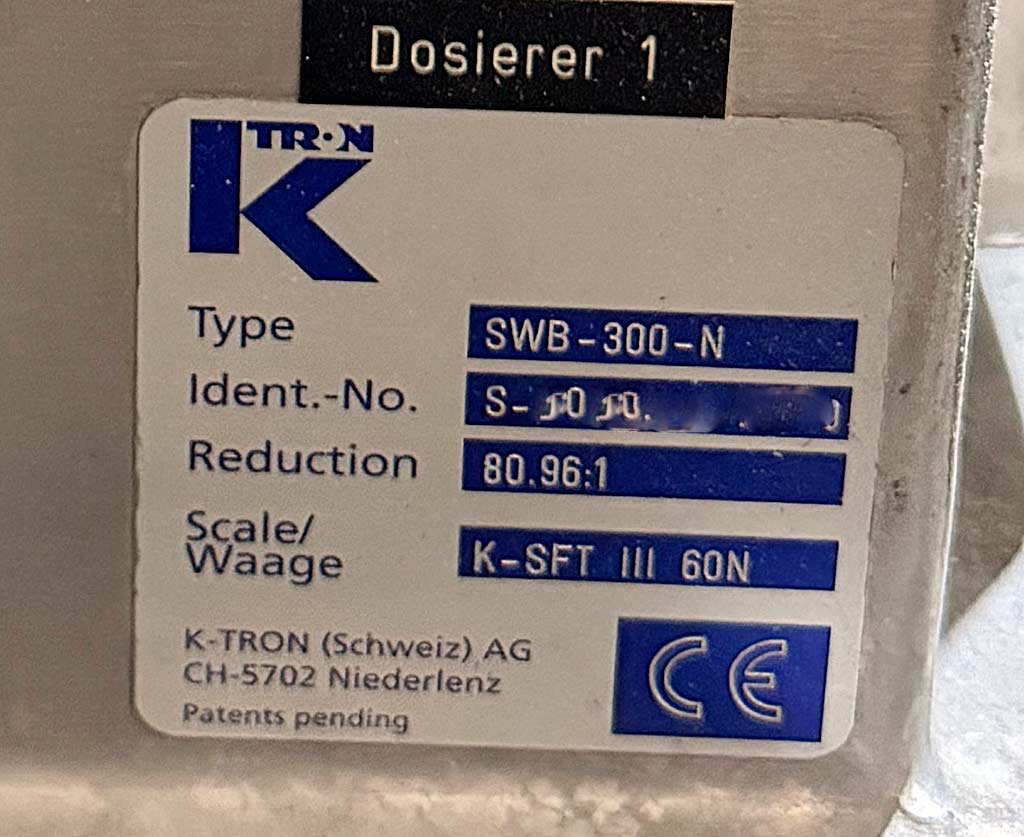 Dosierer 1
K-TRON
Type SWB-300-N
Ident.-No. S-
Reduction 80.96:1
Scale/
Waage K-SFT III 60N
K-TRON (Schweiz) AG
CH-5702 Niederlenz
Patents pending
CE